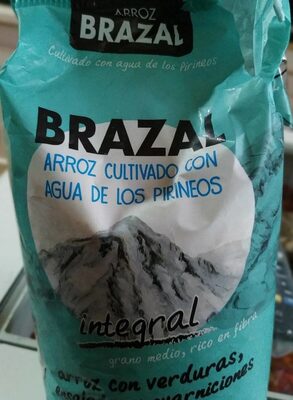 ARROZ
BRAZAL
Cultivado con agua de los Pirineos
BRAZAL
ARROZ CULTIVADO CON
AGUA DE LOS PIRINEOS
integral
grano medio, rico en fibra
arroz con verduras,
guarniciones